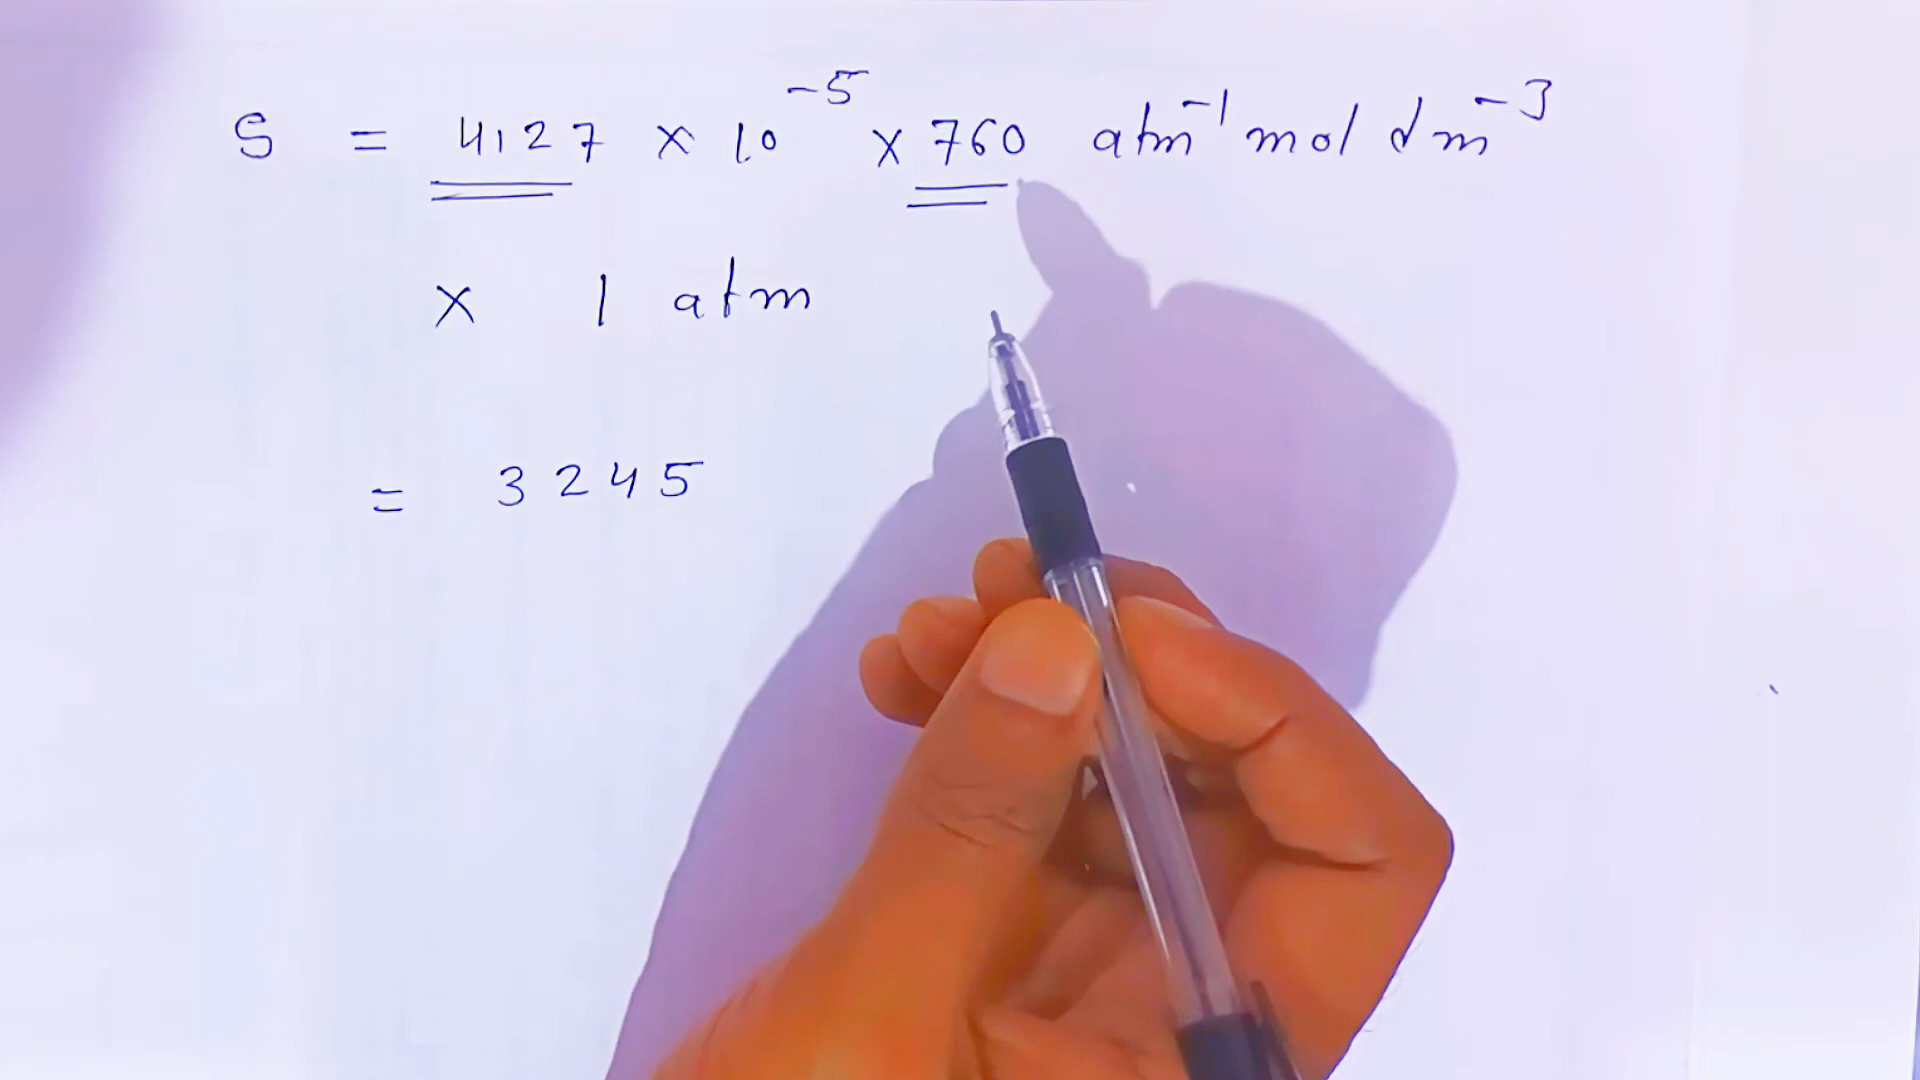 S = 4127 × 10⁻⁵ × 760 atm⁻¹ mol dm⁻³
× 1 atm
= 3245